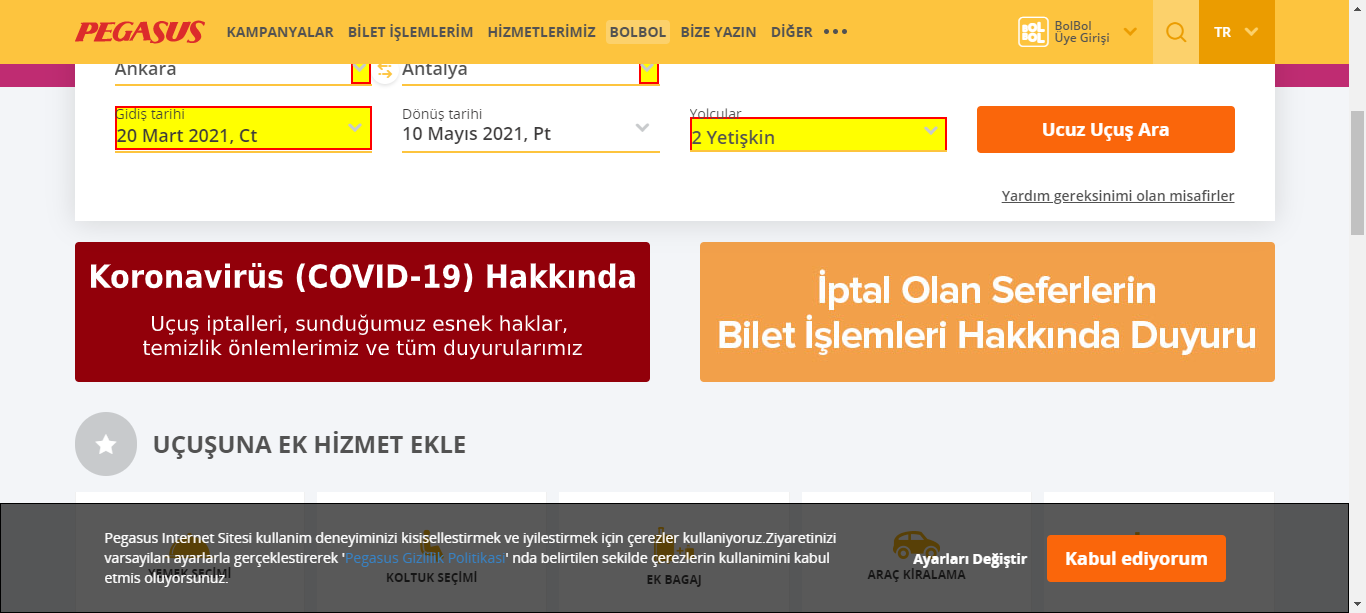 PEGASUS KAMPANYALAR BİLET İŞLEMLERİM HİZMETLERİMİZ BOLBOL BİZE YAZIN DİĞER
BOL BOL
BolBol
Üye Girişi
TR
Ankara Antalya
Gidiş tarihi Dönüş tarihi Yolcular
20 Mart 2021, Ct 10 Mayıs 2021, Pt 2 Yetişkin
Ucuz Uçuş Ara
Yardım gereksinimi olan misafirler
Koronavirüs (COVID-19) Hakkında
Uçuş iptalleri, sunduğumuz esnek haklar,
temizlik önlemlerimiz ve tüm duyurularımız
İptal Olan Seferlerin
Bilet İşlemleri Hakkında Duyuru
UÇUŞUNA EK HİZMET EKLE
Pegasus Internet Sitesi kullanim deneyiminizi kisisellestirmek ve iyilestirmek için çerezler kullaniyoruz.Ziyaretinizi
varsayilan ayarlarla gerçeklestirerek 'Pegasus Gizlilik Politikasi' nda belirtilen sekilde çerezlerin kullanimini kabul
etmis oluyorsunuz.
Ayarları Değiştir
Kabul ediyorum
YEMEK SEÇİMİ
KOLTUK SEÇİMİ
EK BAGAJ
ARAÇ KİRALAMA